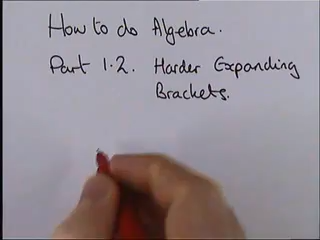 How to do Algebra.
Part 1.2. Harder Expanding
Brackets.